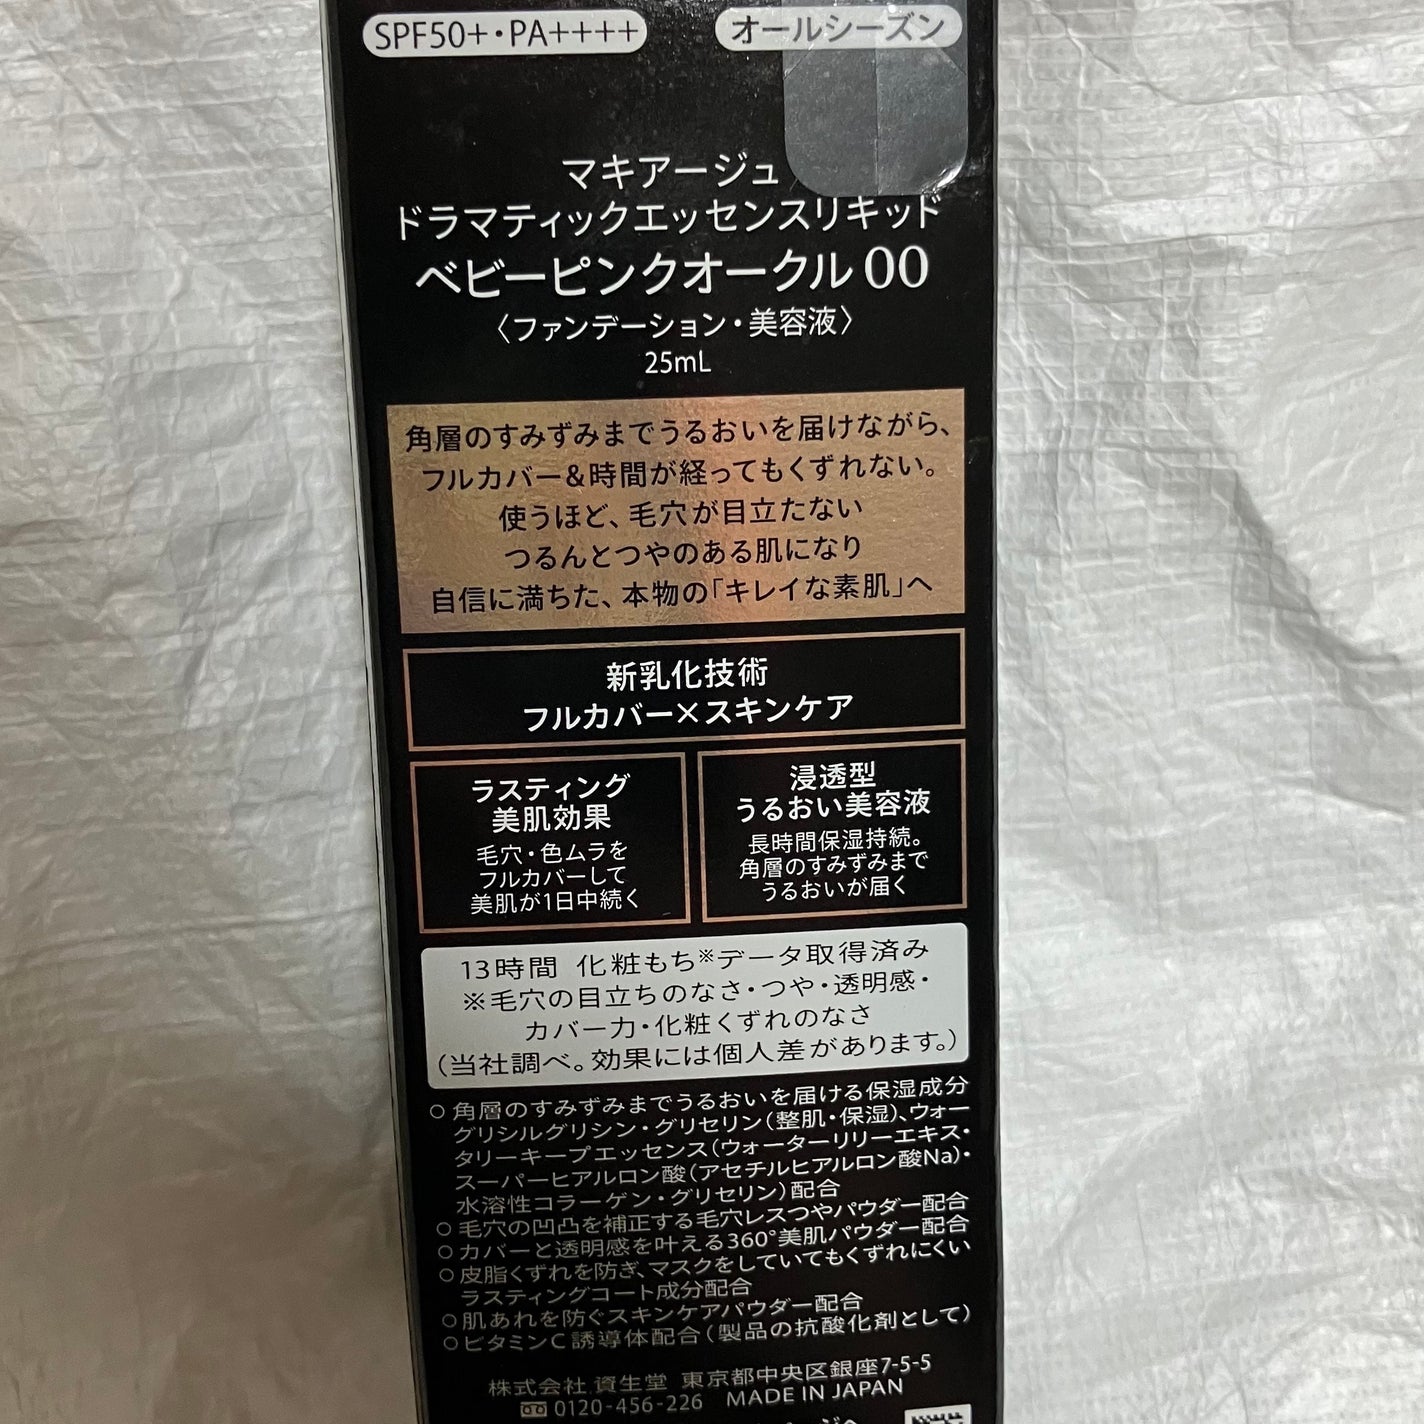 SPF50+・PA++++ オールシーズン
マキアージュ
ドラマティックエッセンスリキッド
ベビーピンクオークル00
〈ファンデーション・美容液〉
25mL
角層のすみずみまでうるおいを届けながら、
フルカバー&時間が経ってもくずれない。
使うほど、毛穴が目立たない
つるんとつやのある肌になり
自信に満ちた、本物の「キレイな素肌」へ
新乳化技術
フルカバー×スキンケア
ラスティング
美肌効果
毛穴・色ムラを
フルカバーして
美肌が1日中続く
浸透型
うるおい美容液
長時間保湿持続。
角層のすみずみまで
うるおいが届く
13時間 化粧もち※データ取得済み
※毛穴の目立ちのなさ・つや・透明感・
カバー力・化粧くずれのなさ
(当社調べ。効果には個人差があります。)
○ 角層のすみずみまでうるおいを届ける保湿成分
グリシルグリシン・グリセリン(整肌・保湿)、ウォー
タリーキープエッセンス(ウォーターリリーエキス・
スーパーヒアルロン酸(アセチルヒアルロン酸Na)・
水溶性コラーゲン・グリセリン)配合
○ 毛穴の凹凸を補正する毛穴レスつやパウダー配合
○ カバーと透明感を叶える360°美肌パウダー配合
○ 皮脂くずれを防ぎ、マスクをしていてもくずれにくい
ラスティングコート成分配合
○ 肌あれを防ぐスキンケアパウダー配合
○ ビタミンC誘導体配合(製品の抗酸化剤として)
株式会社 資生堂 東京都中央区銀座7-5-5
0120-456-226 MADE IN JAPAN